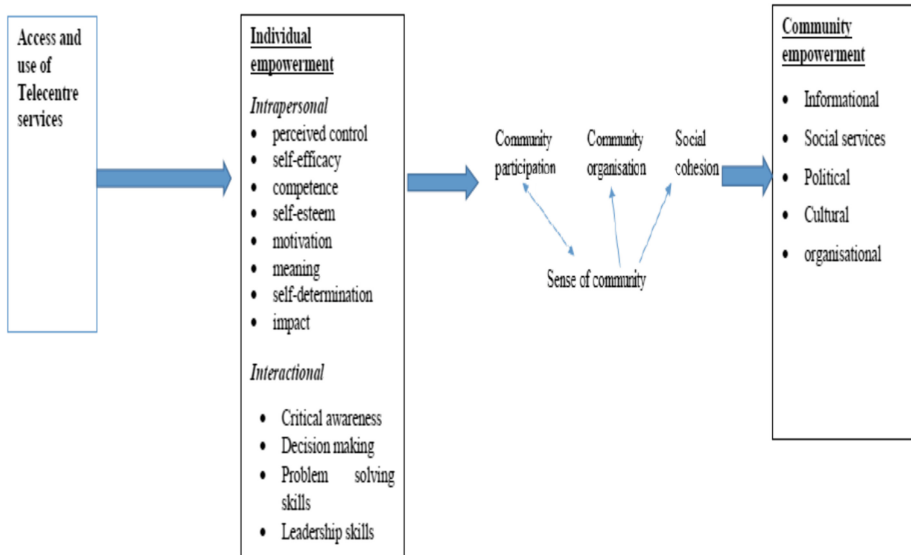 Access and
use of
Telecentre
services
Individual
empowerment
Intrapersonal
• perceived control
• self-efficacy
• competence
• self-esteem
• motivation
• meaning
• self-determination
• impact
Interactional
• Critical awareness
• Decision making
• Problem solving
skills
• Leadership skills
Community
participation
Community
organisation
Social
cohesion
Sense of community
Community
empowerment
• Informational
• Social services
• Political
• Cultural
• organisational